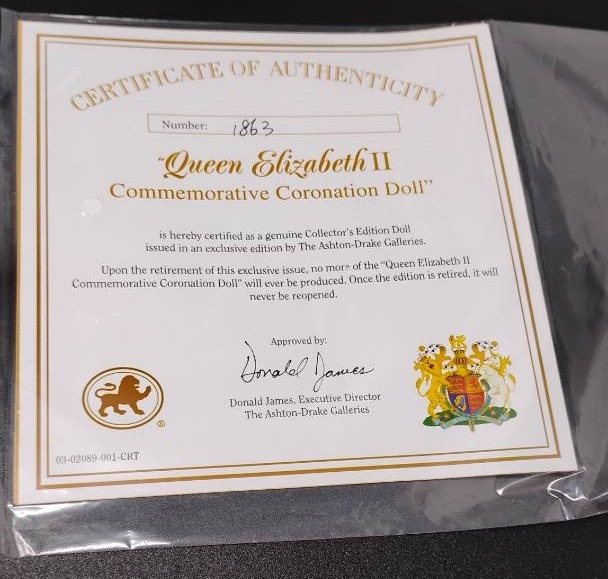 CERTIFICATE OF AUTHENTICITY
Number: 1863
"Queen Elizabeth II
Commemorative Coronation Doll"
is hereby certified as a genuine Collector's Edition Doll
issued in an exclusive edition by The Ashton-Drake Galleries.
Upon the retirement of this exclusive issue, no more of the "Queen Elizabeth II
Commemorative Coronation Doll" will ever be produced. Once the edition is retired, it will
never be reopened.
Approved by:
Donald James
Donald James, Executive Director
The Ashton-Drake Galleries
®
03-02089-001-CRT